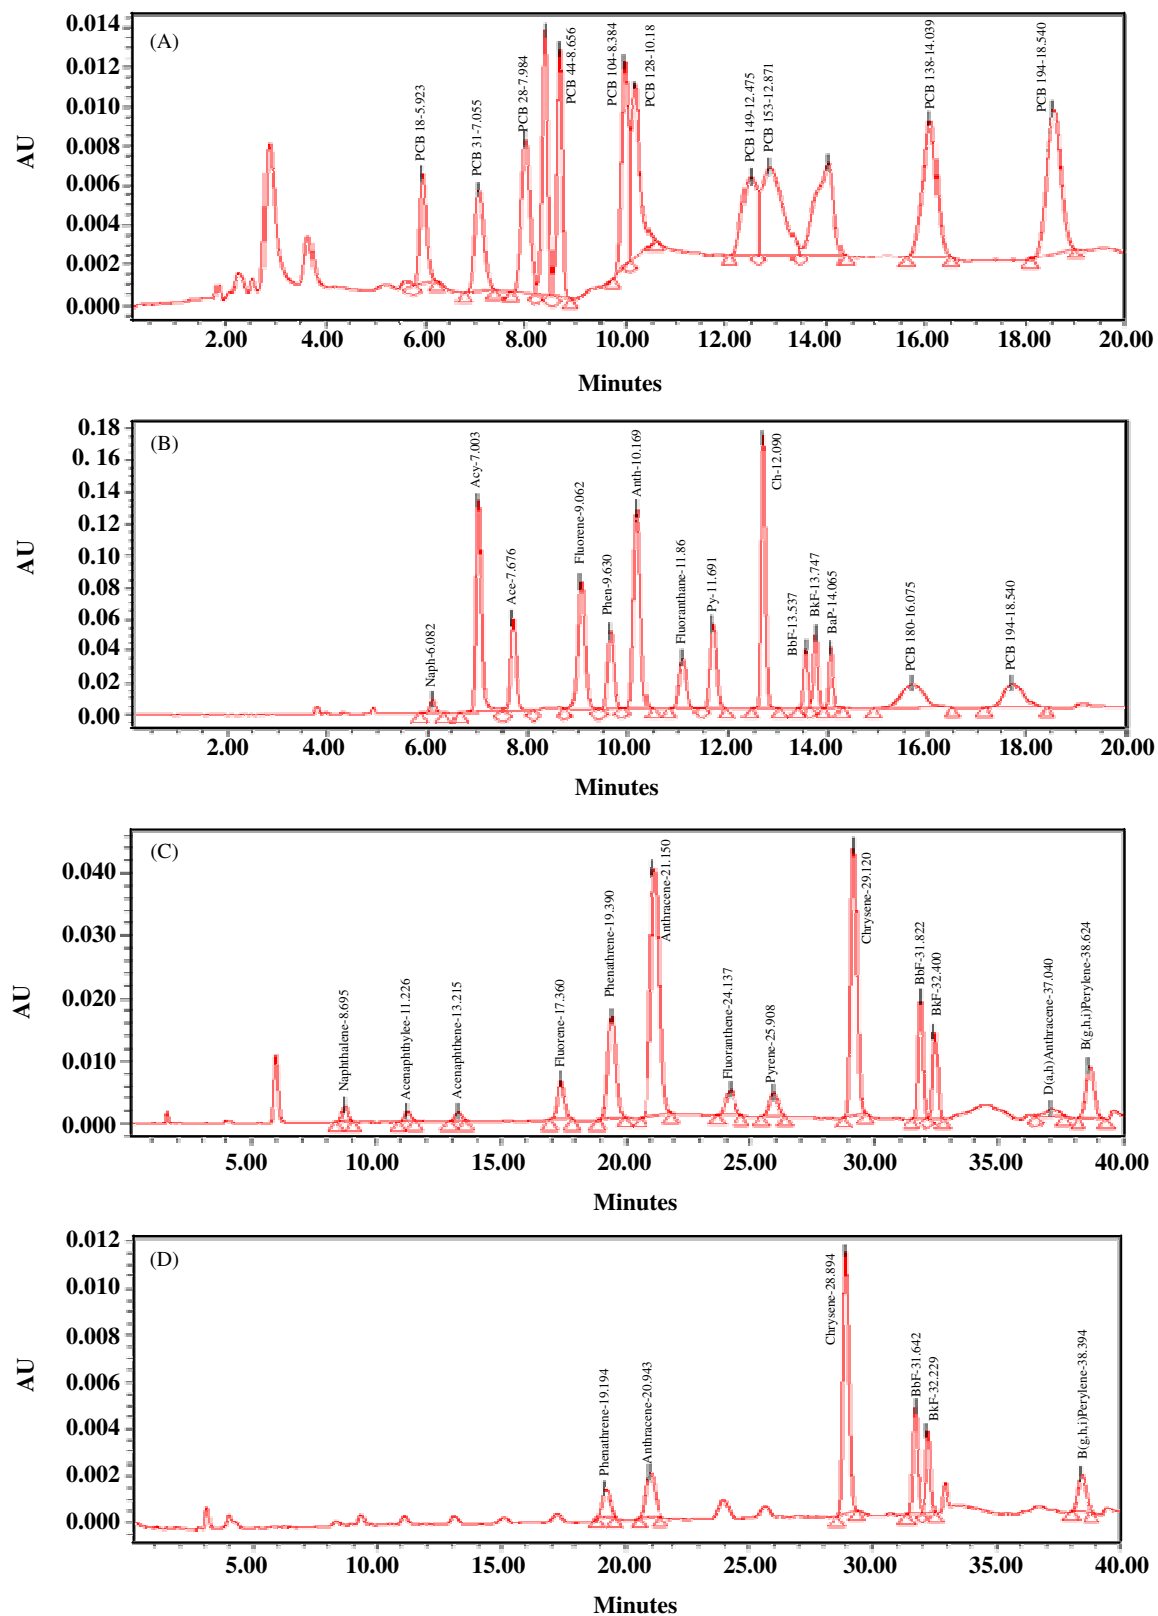 (A)
AU
0.014
0.012
0.010
0.008
0.006
0.004
0.002
0.000
PCB 18-5.923
PCB 31-7.055
PCB 28-7.984
PCB 44-8.656
PCB 104-8.384
PCB 128-10.18
PCB 149-12.475
PCB 153-12.871
PCB 138-14.039
PCB 194-18.540
2.00 4.00 6.00 8.00 10.00 12.00 14.00 16.00 18.00 20.00
Minutes
(B)
AU
0.18
0. 16
0.14
0.12
0.10
0.08
0.06
0.04
0.02
0.00
Naph-6.082
Acy-7.003
Ace-7.676
Fluorene-9.062
Phen-9.630
Anth-10.169
Fluoranthane-11.86
Py-11.691
Ch-12.090
BbF-13.537
BkF-13.747
BaP-14.065
PCB 180-16.075
PCB 194-18.540
2.00 4.00 6.00 8.00 10.00 12.00 14.00 16.00 18.00 20.00
Minutes
(C)
AU
0.040
0.030
0.020
0.010
0.000
Naphthalene-8.695
Acenaphthylee-11.226
Acenaphthene-13.215
Fluorene-17.360
Phenathrene-19.390
Anthracene-21.150
Fluoranthene-24.137
Pyrene-25.908
Chrysene-29.120
BbF-31.822
BkF-32.400
D(a,h)Anthracene-37.040
B(g,h,i)Perylene-38.624
5.00 10.00 15.00 20.00 25.00 30.00 35.00 40.00
Minutes
(D)
AU
0.012
0.010
0.008
0.006
0.004
0.002
0.000
Phenathrene-19.194
Anthracene-20.943
Chrysene-28.894
BbF-31.642
BkF-32.229
B(g,h,i)Perylene-38.394
5.00 10.00 15.00 20.00 25.00 30.00 35.00 40.00
Minutes